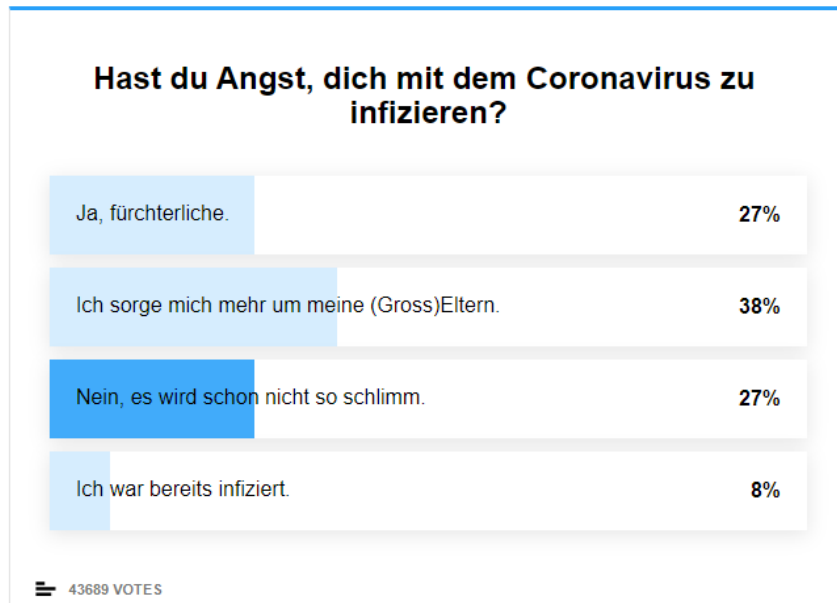 Hast du Angst, dich mit dem Coronavirus zu
infizieren?
Ja, fürchterliche.
27%
Ich sorge mich mehr um meine (Gross)Eltern.
38%
Nein, es wird schon nicht so schlimm.
27%
Ich war bereits infiziert.
8%
43689 VOTES